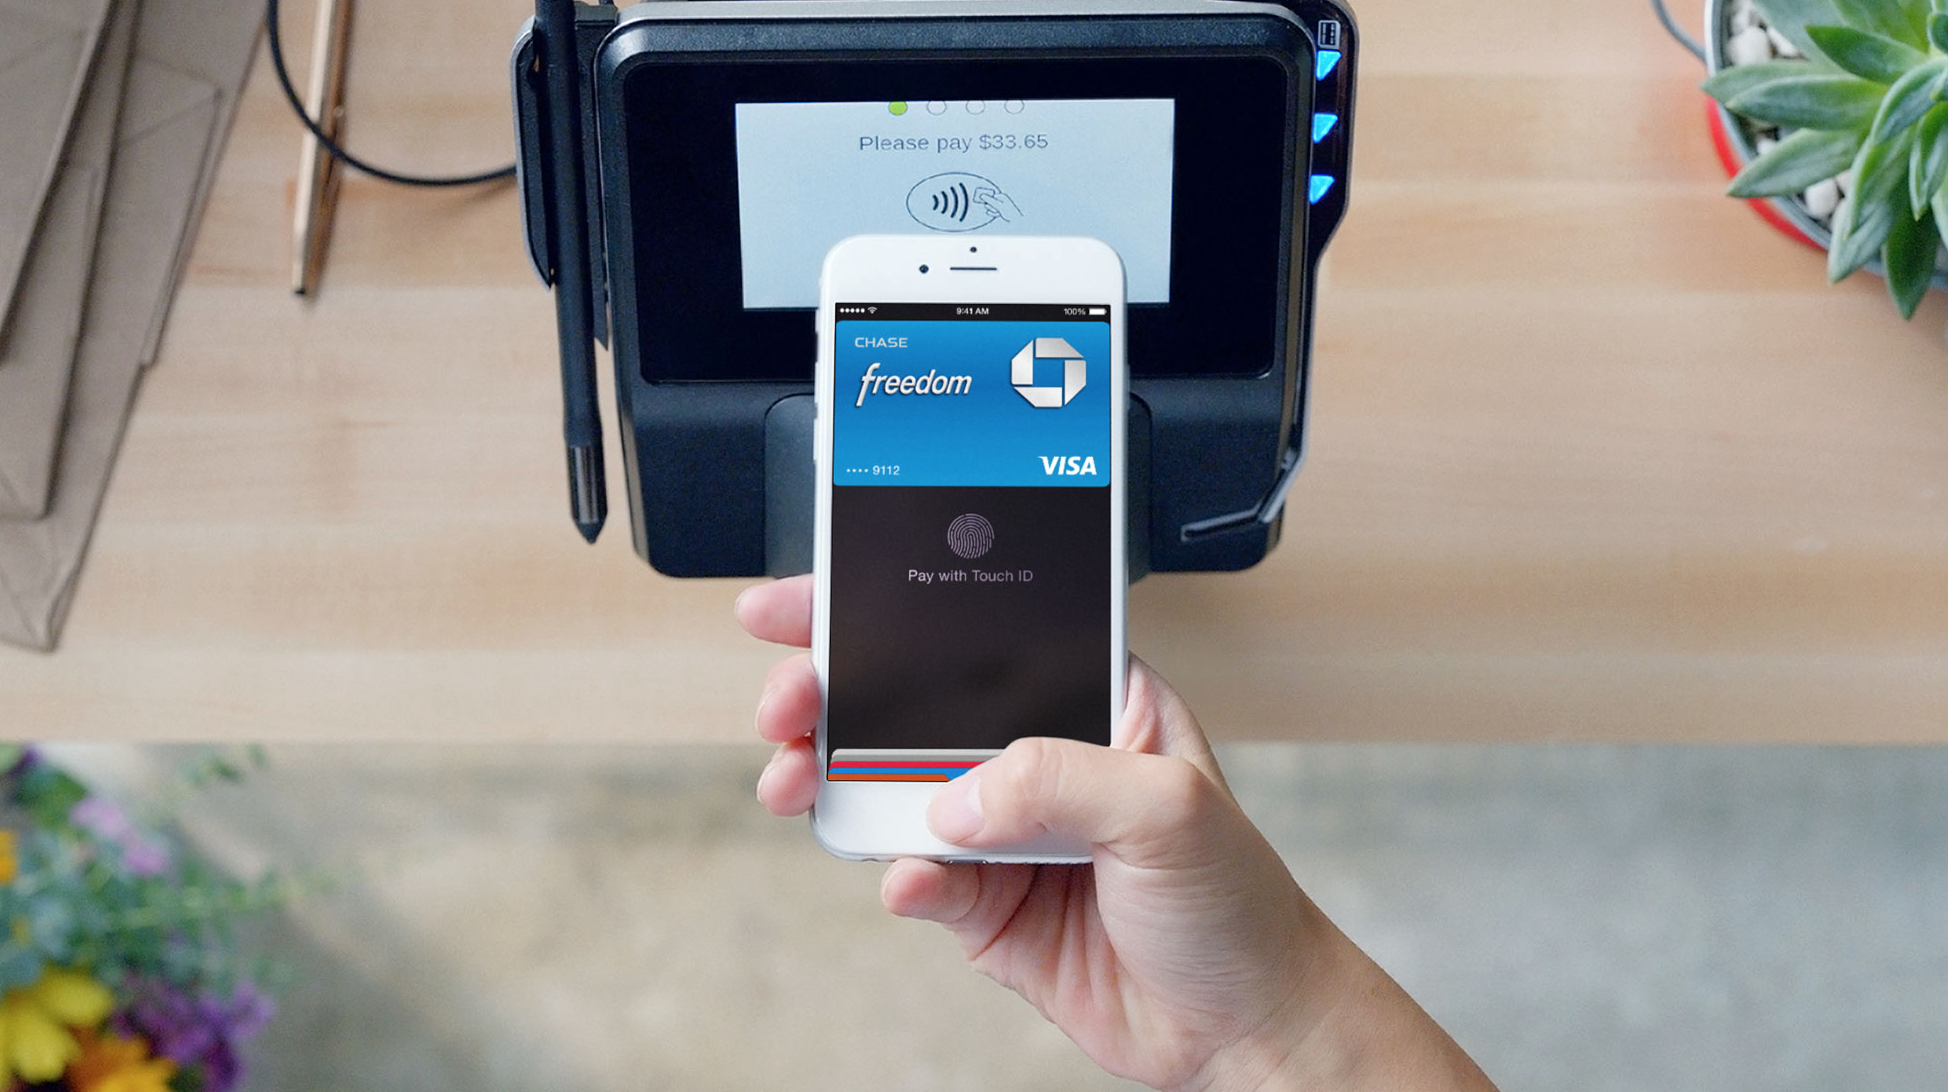 Please pay $33.65
9:41 AM
100%
CHASE
freedom
•••• 9112
VISA
Pay with Touch ID